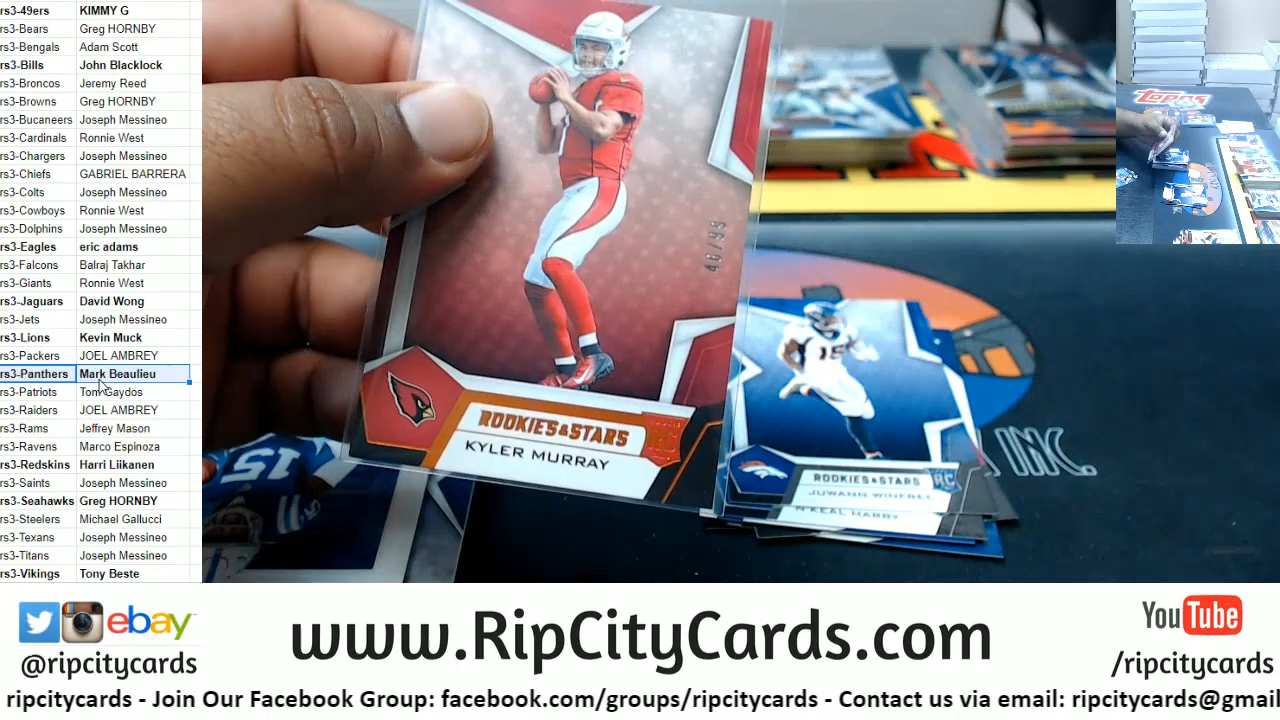 rs3-49ers KIMMY G
rs3-Bears Greg HORNBY
rs3-Bengals Adam Scott
rs3-Bills John Blacklock
rs3-Broncos Jeremy Reed
rs3-Browns Greg HORNBY
rs3-Bucaneers Joseph Messineo
rs3-Cardinals Ronnie West
rs3-Chargers Joseph Messineo
rs3-Chiefs GABRIEL BARRERA
rs3-Colts Joseph Messineo
rs3-Cowboys Ronnie West
rs3-Dolphins Joseph Messineo
rs3-Eagles eric adams
rs3-Falcons Balraj Takhar
rs3-Giants Ronnie West
rs3-Jaguars David Wong
rs3-Jets Joseph Messineo
rs3-Lions Kevin Muck
rs3-Packers JOEL AMBREY
rs3-Panthers Mark Beaulieu
rs3-Patriots Tom Gaydos
rs3-Raiders JOEL AMBREY
rs3-Rams Jeffrey Mason
rs3-Ravens Marco Espinoza
rs3-Redskins Harri Liikanen
rs3-Saints Joseph Messineo
rs3-Seahawks Greg HORNBY
rs3-Steelers Michael Gallucci
rs3-Texans Joseph Messineo
rs3-Titans Joseph Messineo
rs3-Vikings Tony Beste
ROOKIES & STARS
KYLER MURRAY
15
ROOKIES & STARS RC
JUWANN WINFREE
N'KEAL HARRY
15
INC.
Topps
ebay
@ripcitycards
www.RipCityCards.com
YouTube
/ripcitycards
ripcitycards - Join Our Facebook Group: facebook.com/groups/ripcitycards - Contact us via email: ripcitycards@gmail